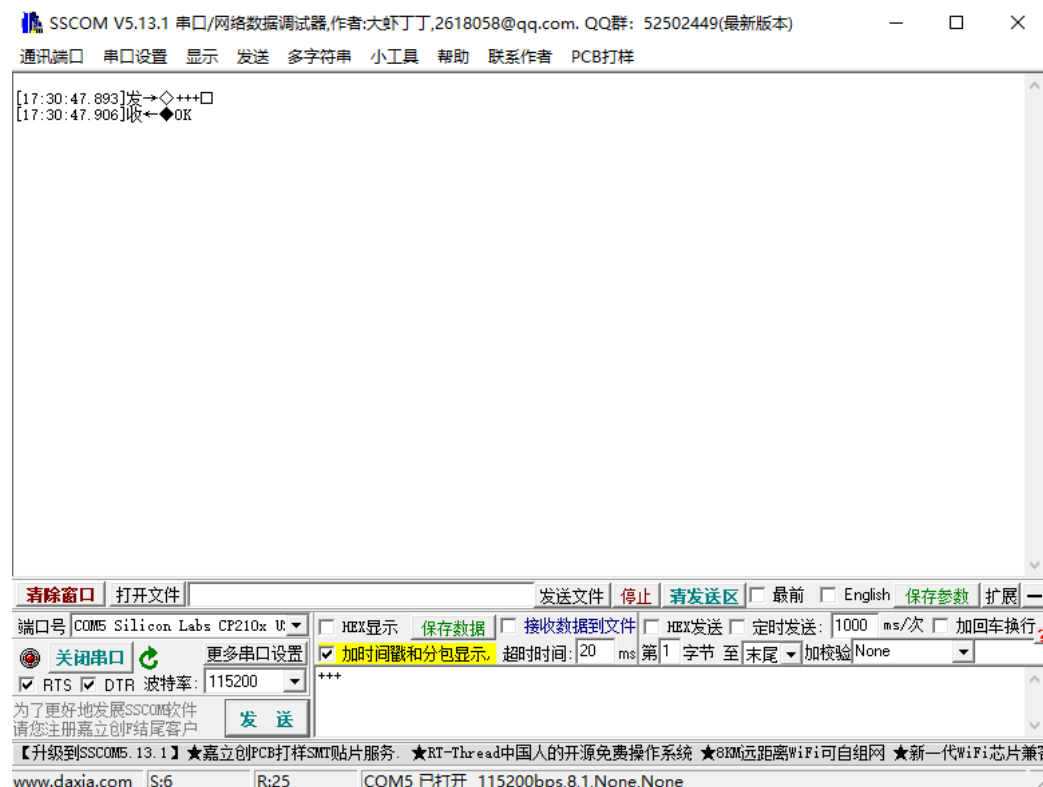 SSCOM V5.13.1 串口/网络数据调试器,作者:大虾丁丁,2618058@qq.com. QQ群: 52502449(最新版本)
通讯端口 串口设置 显示 发送 多字符串 小工具 帮助 联系作者 PCB打样
[17:30:47.893]发→◇+++□
[17:30:47.906]收←◆OK
清除窗口 打开文件 发送文件 停止 清发送区 最前 English 保存参数 扩展 —
端口号 COM5 Silicon Labs CP210x U HEX显示 保存数据 接收数据到文件 HEX发送 定时发送: 1000 ms/次 加回车换行
关闭串口 更多串口设置 加时间戳和分包显示, 超时时间: 20 ms 第 1 字节 至 末尾 加校验 None
RTS DTR 波特率: 115200 +++
为了更好地发展SSCOM软件
请您注册嘉立创F结尾客户 发 送
【升级到SSCOM5.13.1】★嘉立创PCB打样SMT贴片服务. ★RT-Thread中国人的开源免费操作系统 ★8KM远距离WiFi可自组网 ★新一代WiFi芯片兼容
www.daxia.com S:6 R:25 COM5 已打开 115200bps,8,1,None,None